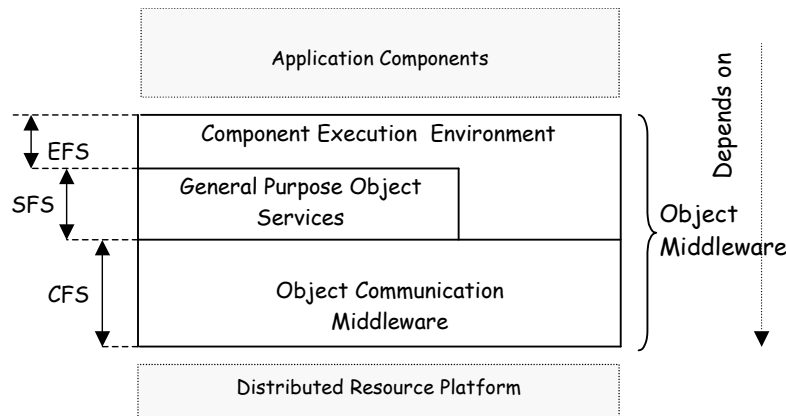 Application Components
Depends on
Component Execution Environment
EFS
General Purpose Object
Services
SFS
Object
Middleware
CFS
Object Communication
Middleware
Distributed Resource Platform